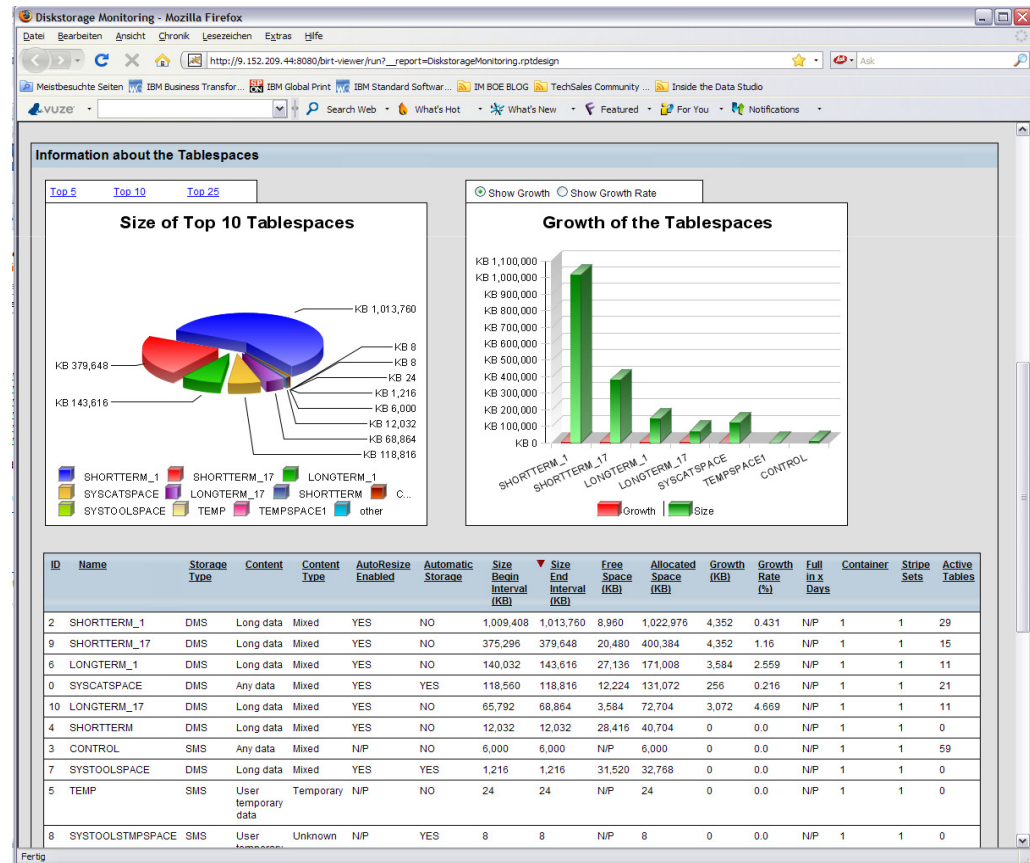 Diskstorage Monitoring - Mozilla Firefox
Datei Bearbeiten Ansicht Chronik Lesezeichen Extras Hilfe
http://9.152.209.44:8080/birt-viewer/run?__report=DiskstorageMonitoring.rptdesign
Ask
Meistbesuchte Seiten IBM Business Transfor... IBM Global Print IBM Standard Softwar... IM BOE BLOG TechSales Community ... Inside the Data Studio
vuze Search Web What's Hot What's New Featured For You Notifications
Information about the Tablespaces
Top 5 Top 10 Top 25
Size of Top 10 Tablespaces
KB 1,013,760
KB 8
KB 8
KB 24
KB 1,216
KB 6,000
KB 12,032
KB 68,864
KB 118,816
KB 379,648
KB 143,616
SHORTTERM_1 SHORTTERM_17 LONGTERM_1
SYSCATSPACE LONGTERM_17 SHORTTERM C...
SYSTOOLSPACE TEMP TEMPSPACE1 other
Show Growth Show Growth Rate
Growth of the Tablespaces
KB 1,100,000
KB 1,000,000
KB 900,000
KB 800,000
KB 700,000
KB 600,000
KB 500,000
KB 400,000
KB 300,000
KB 200,000
KB 100,000
KB 0
SHORTTERM_1
SHORTTERM_17
LONGTERM_1
LONGTERM_17
SYSCATSPACE
TEMPSPACE1
CONTROL
Growth Size
ID Name Storage Type Content Content Type AutoResize Enabled Automatic Storage Size Begin Interval (KB) Size End Interval (KB) Free Space (KB) Allocated Space (KB) Growth (KB) Growth Rate (%) Full in x Days Container Stripe Sets Active Tables
2 SHORTTERM_1 DMS Long data Mixed YES NO 1,009,408 1,013,760 8,960 1,022,976 4,352 0.431 N/P 1 1 29
9 SHORTTERM_17 DMS Long data Mixed YES NO 375,296 379,648 20,480 400,384 4,352 1.16 N/P 1 1 15
6 LONGTERM_1 DMS Long data Mixed YES NO 140,032 143,616 27,136 171,008 3,584 2.559 N/P 1 1 11
0 SYSCATSPACE DMS Any data Mixed YES YES 118,560 118,816 12,224 131,072 256 0.216 N/P 1 1 21
10 LONGTERM_17 DMS Long data Mixed YES NO 65,792 68,864 3,584 72,704 3,072 4.669 N/P 1 1 11
4 SHORTTERM DMS Long data Mixed YES NO 12,032 12,032 28,416 40,704 0 0.0 N/P 1 1 0
3 CONTROL SMS Any data Mixed N/P NO 6,000 6,000 N/P 6,000 0 0.0 N/P 1 1 59
7 SYSTOOLSPACE DMS Long data Mixed YES YES 1,216 1,216 31,520 32,768 0 0.0 N/P 1 1 0
5 TEMP SMS User temporary data Temporary N/P NO 24 24 N/P 24 0 0.0 N/P 1 1 0
8 SYSTOOLSTMPSPACE SMS User Unknown N/P YES 8 8 N/P 8 0 0.0 N/P 1 1 0
Fertig